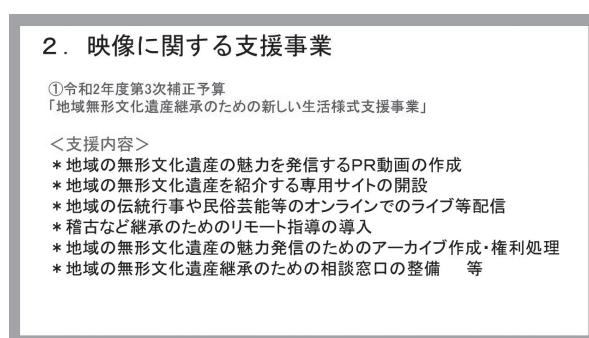 ２．映像に関する支援事業
①令和2年度第3次補正予算
「地域無形文化遺産継承のための新しい生活様式支援事業」
＜支援内容＞
＊地域の無形文化遺産の魅力を発信するPR動画の作成
＊地域の無形文化遺産を紹介する専用サイトの開設
＊地域の伝統行事や民俗芸能等のオンラインでのライブ等配信
＊稽古など継承のためのリモート指導の導入
＊地域の無形文化遺産の魅力発信のためのアーカイブ作成・権利処理
＊地域の無形文化遺産継承のための相談窓口の整備　等